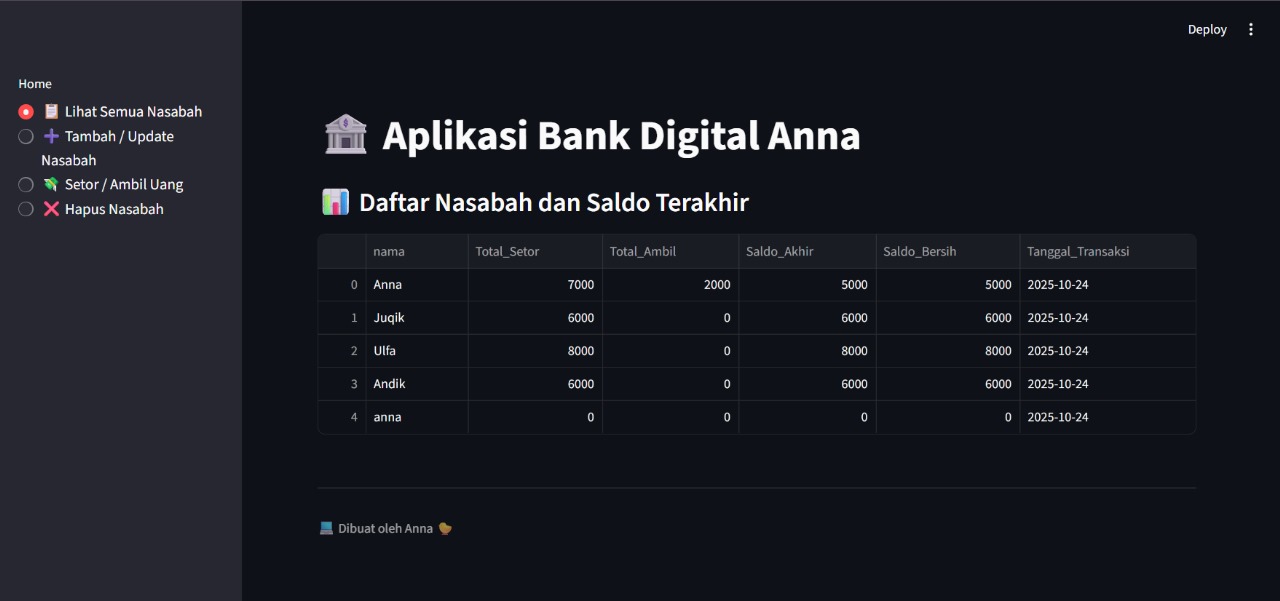 Deploy
Home
Lihat Semua Nasabah
Tambah / Update
Nasabah
Setor / Ambil Uang
Hapus Nasabah
Aplikasi Bank Digital Anna
Daftar Nasabah dan Saldo Terakhir
nama Total_Setor Total_Ambil Saldo_Akhir Saldo_Bersih Tanggal_Transaksi
0 Anna 7000 2000 5000 5000 2025-10-24
1 Juqik 6000 0 6000 6000 2025-10-24
2 Ulfa 8000 0 8000 8000 2025-10-24
3 Andik 6000 0 6000 6000 2025-10-24
4 anna 0 0 0 0 2025-10-24
Dibuat oleh Anna